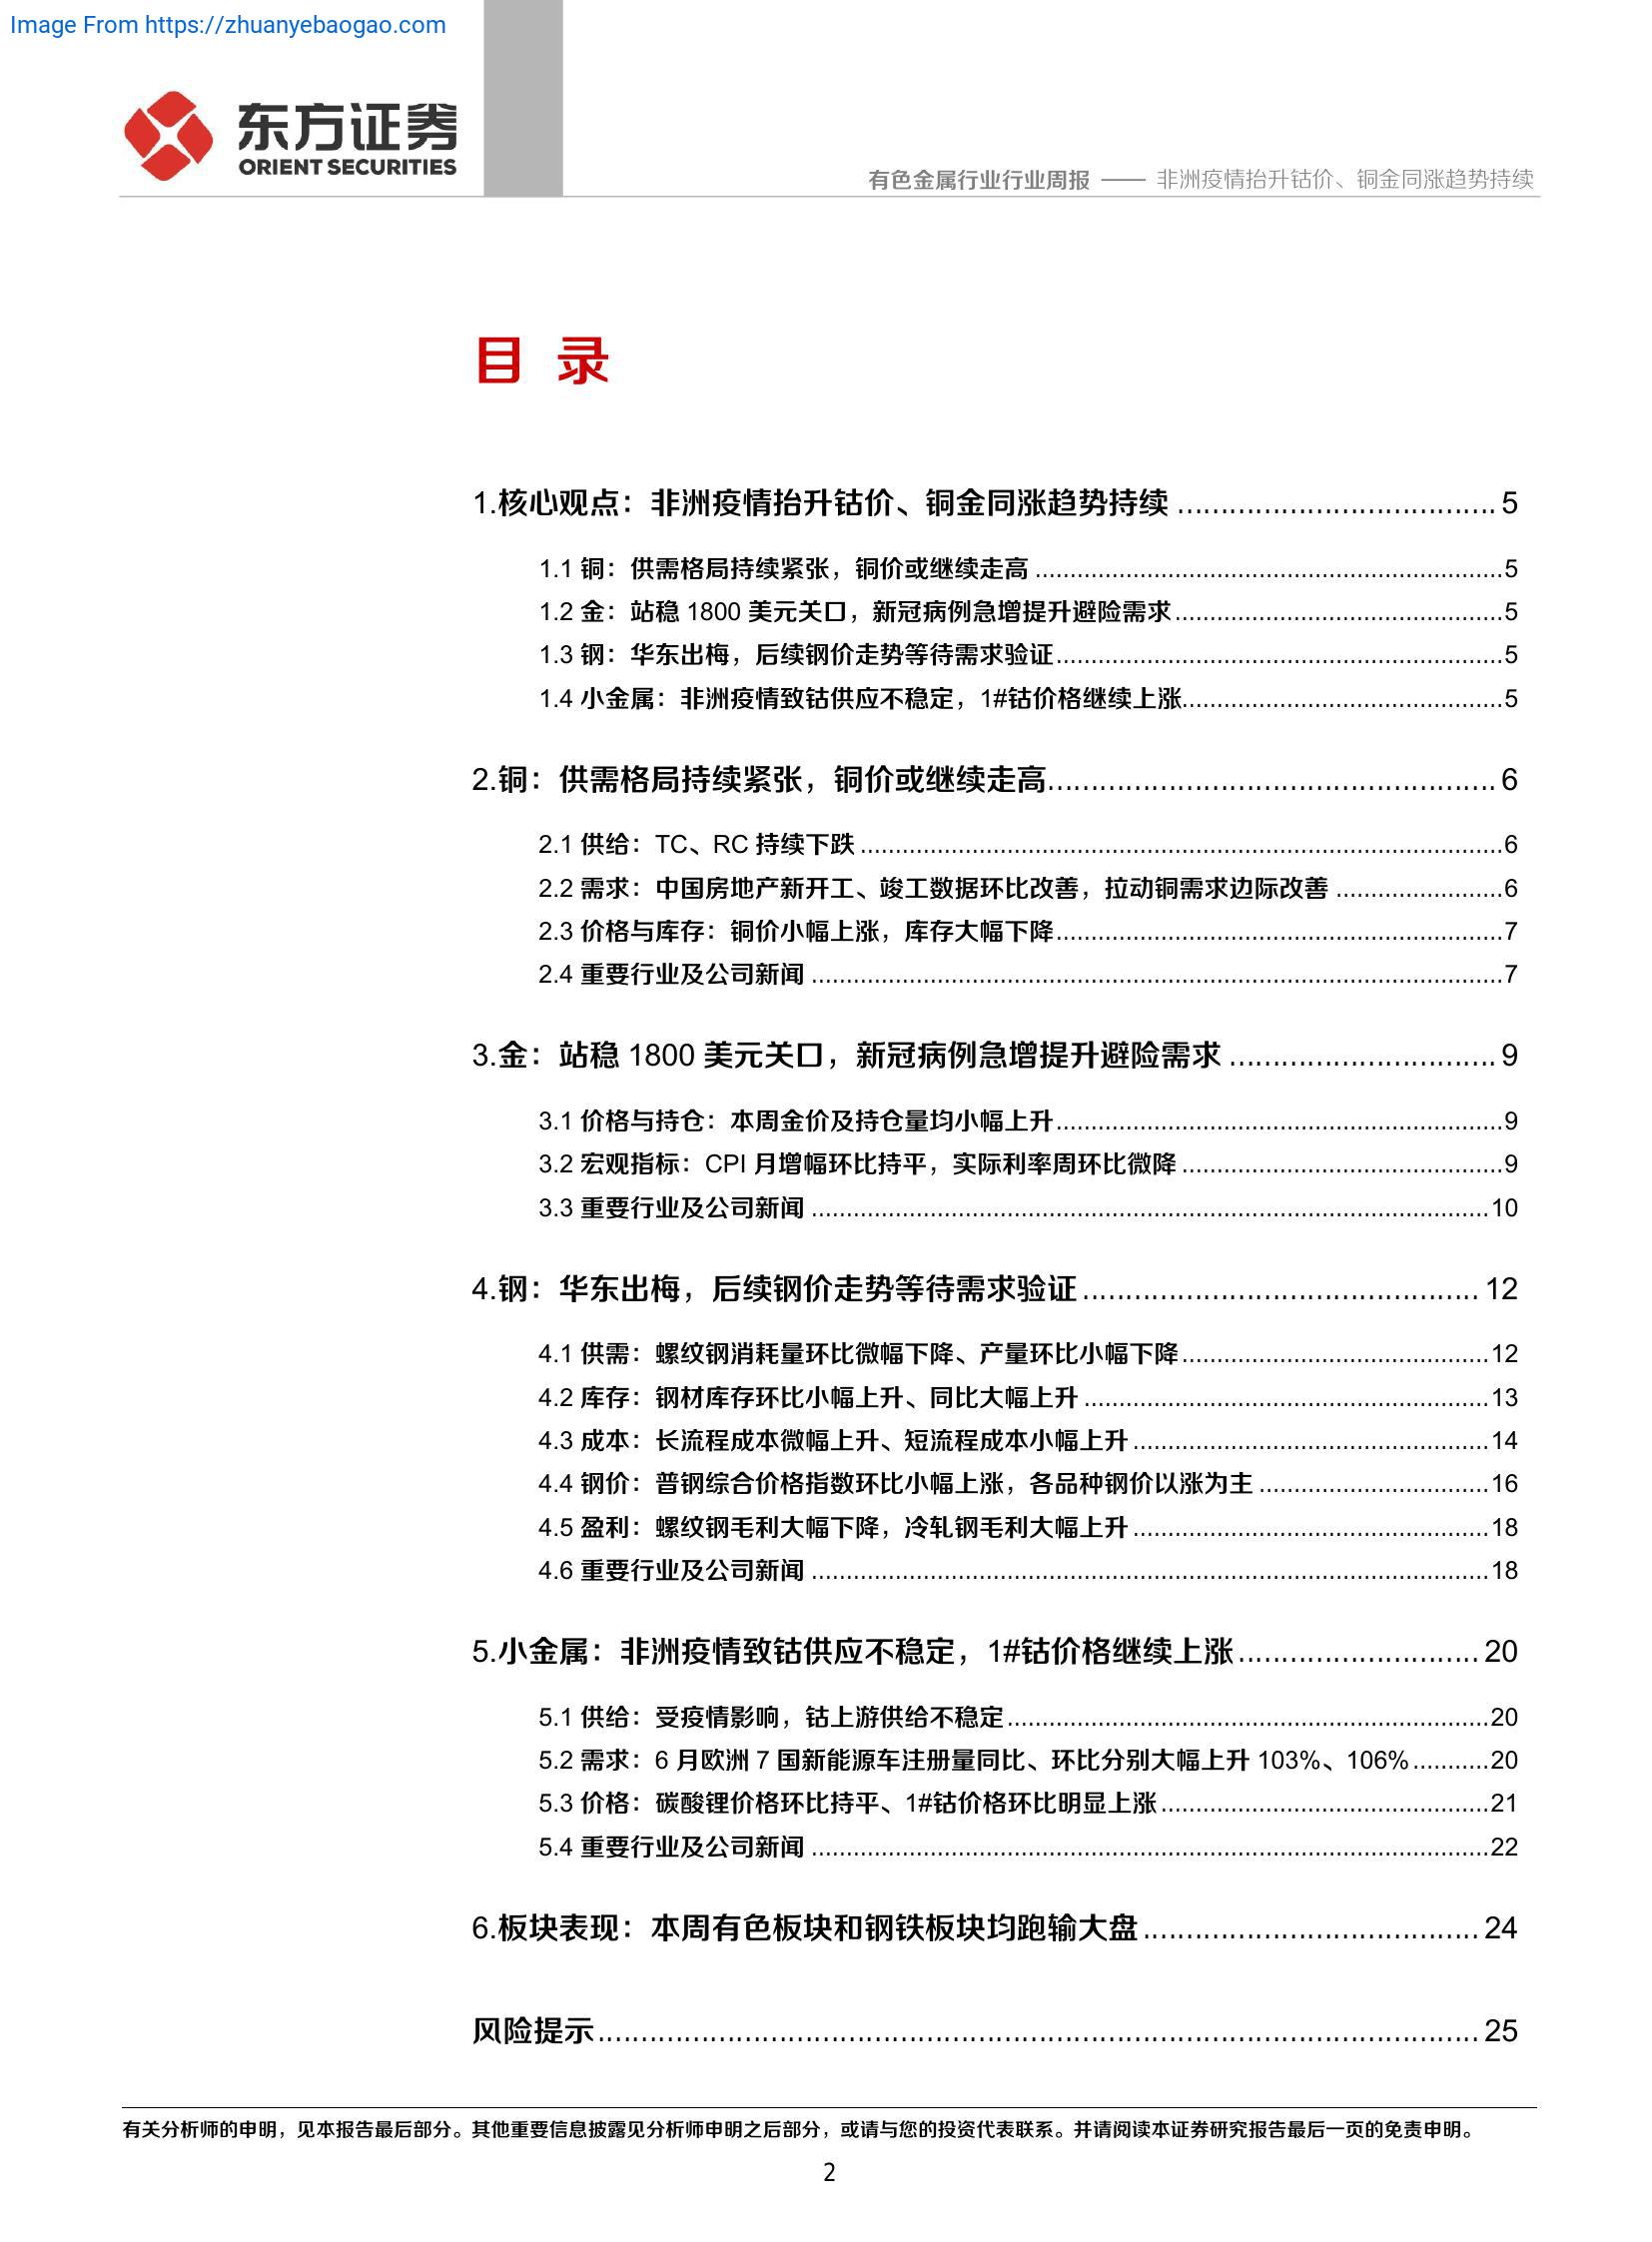 Image From https://zhuanyebaogao.com
东方证券
ORIENT SECURITIES
有色金属行业行业周报 —— 非洲疫情抬升钴价、铜金同涨趋势持续
目 录
1.核心观点：非洲疫情抬升钴价、铜金同涨趋势持续 ..................................... 5
1.1 铜：供需格局持续紧张，铜价或继续走高 ...................................................................5
1.2 金：站稳 1800 美元关口，新冠病例急增提升避险需求...............................................5
1.3 钢：华东出梅，后续钢价走势等待需求验证................................................................5
1.4 小金属：非洲疫情致钴供应不稳定，1#钴价格继续上涨..............................................5
2.铜：供需格局持续紧张，铜价或继续走高.................................................... 6
2.1 供给：TC、RC 持续下跌 ............................................................................................6
2.2 需求：中国房地产新开工、竣工数据环比改善，拉动铜需求边际改善 ........................6
2.3 价格与库存：铜价小幅上涨，库存大幅下降................................................................7
2.4 重要行业及公司新闻 ...................................................................................................7
3.金：站稳 1800 美元关口，新冠病例急增提升避险需求 ............................... 9
3.1 价格与持仓：本周金价及持仓量均小幅上升................................................................9
3.2 宏观指标：CPI 月增幅环比持平，实际利率周环比微降 ..............................................9
3.3 重要行业及公司新闻 .................................................................................................10
4.钢：华东出梅，后续钢价走势等待需求验证 .............................................. 12
4.1 供需：螺纹钢消耗量环比微幅下降、产量环比小幅下降............................................12
4.2 库存：钢材库存环比小幅上升、同比大幅上升 ..........................................................13
4.3 成本：长流程成本微幅上升、短流程成本小幅上升 ...................................................14
4.4 钢价：普钢综合价格指数环比小幅上涨，各品种钢价以涨为主 .................................16
4.5 盈利：螺纹钢毛利大幅下降，冷轧钢毛利大幅上升 ...................................................18
4.6 重要行业及公司新闻 .................................................................................................18
5.小金属：非洲疫情致钴供应不稳定，1#钴价格继续上涨............................ 20
5.1 供给：受疫情影响，钴上游供给不稳定.....................................................................20
5.2 需求：6 月欧洲 7 国新能源车注册量同比、环比分别大幅上升 103%、106%...........20
5.3 价格：碳酸锂价格环比持平、1#钴价格环比明显上涨...............................................21
5.4 重要行业及公司新闻 .................................................................................................22
6.板块表现：本周有色板块和钢铁板块均跑输大盘....................................... 24
风险提示....................................................................................................... 25
有关分析师的申明，见本报告最后部分。其他重要信息披露见分析师申明之后部分，或请与您的投资代表联系。并请阅读本证券研究报告最后一页的免责申明。
2